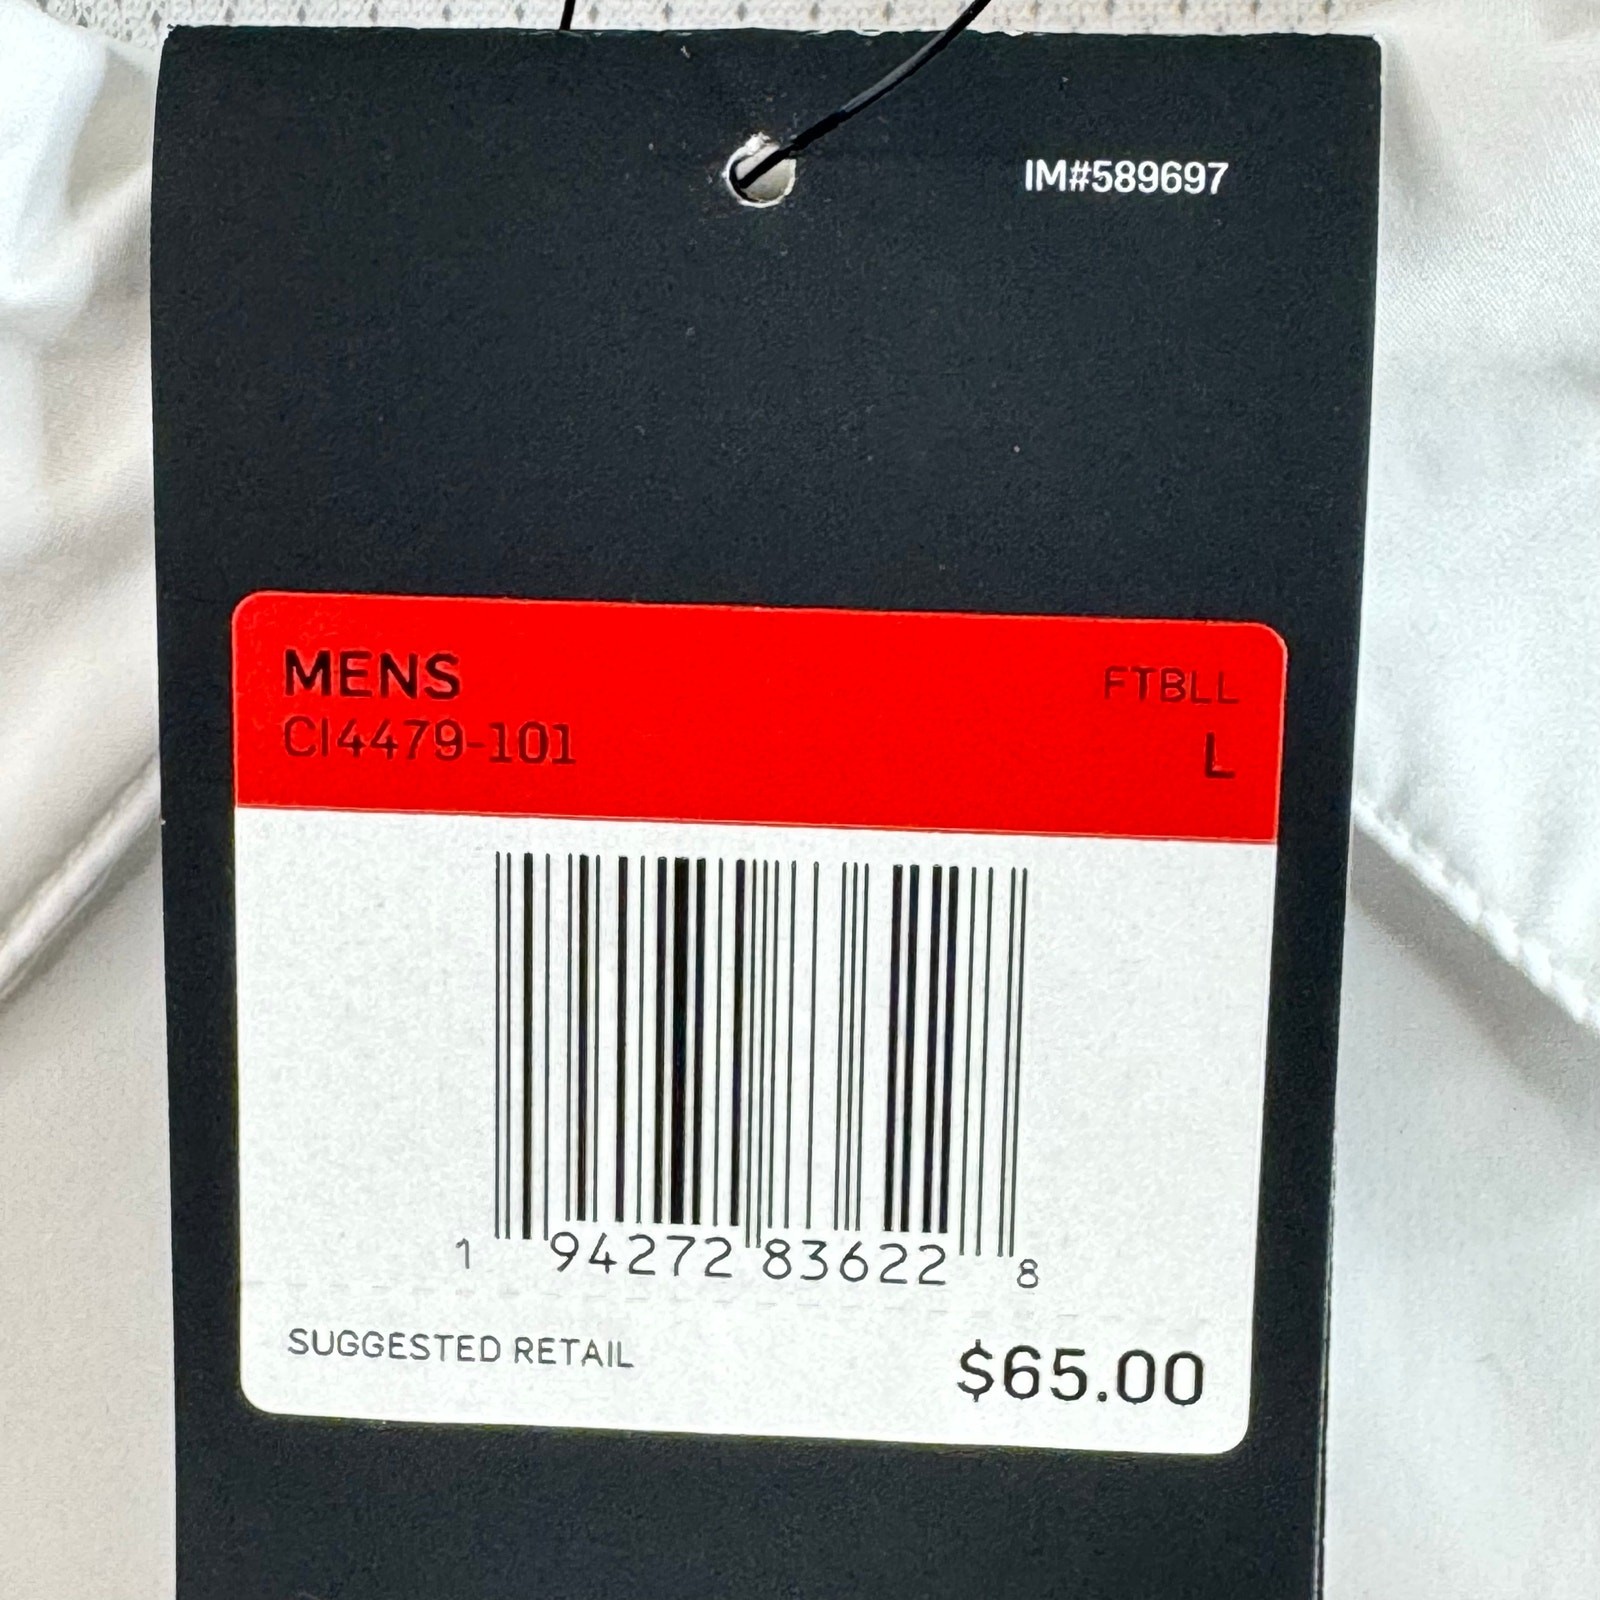 IM#589697
MENS
FTBLL
CI4479-101
L
1 94272 83622 8
SUGGESTED RETAIL
$65.00